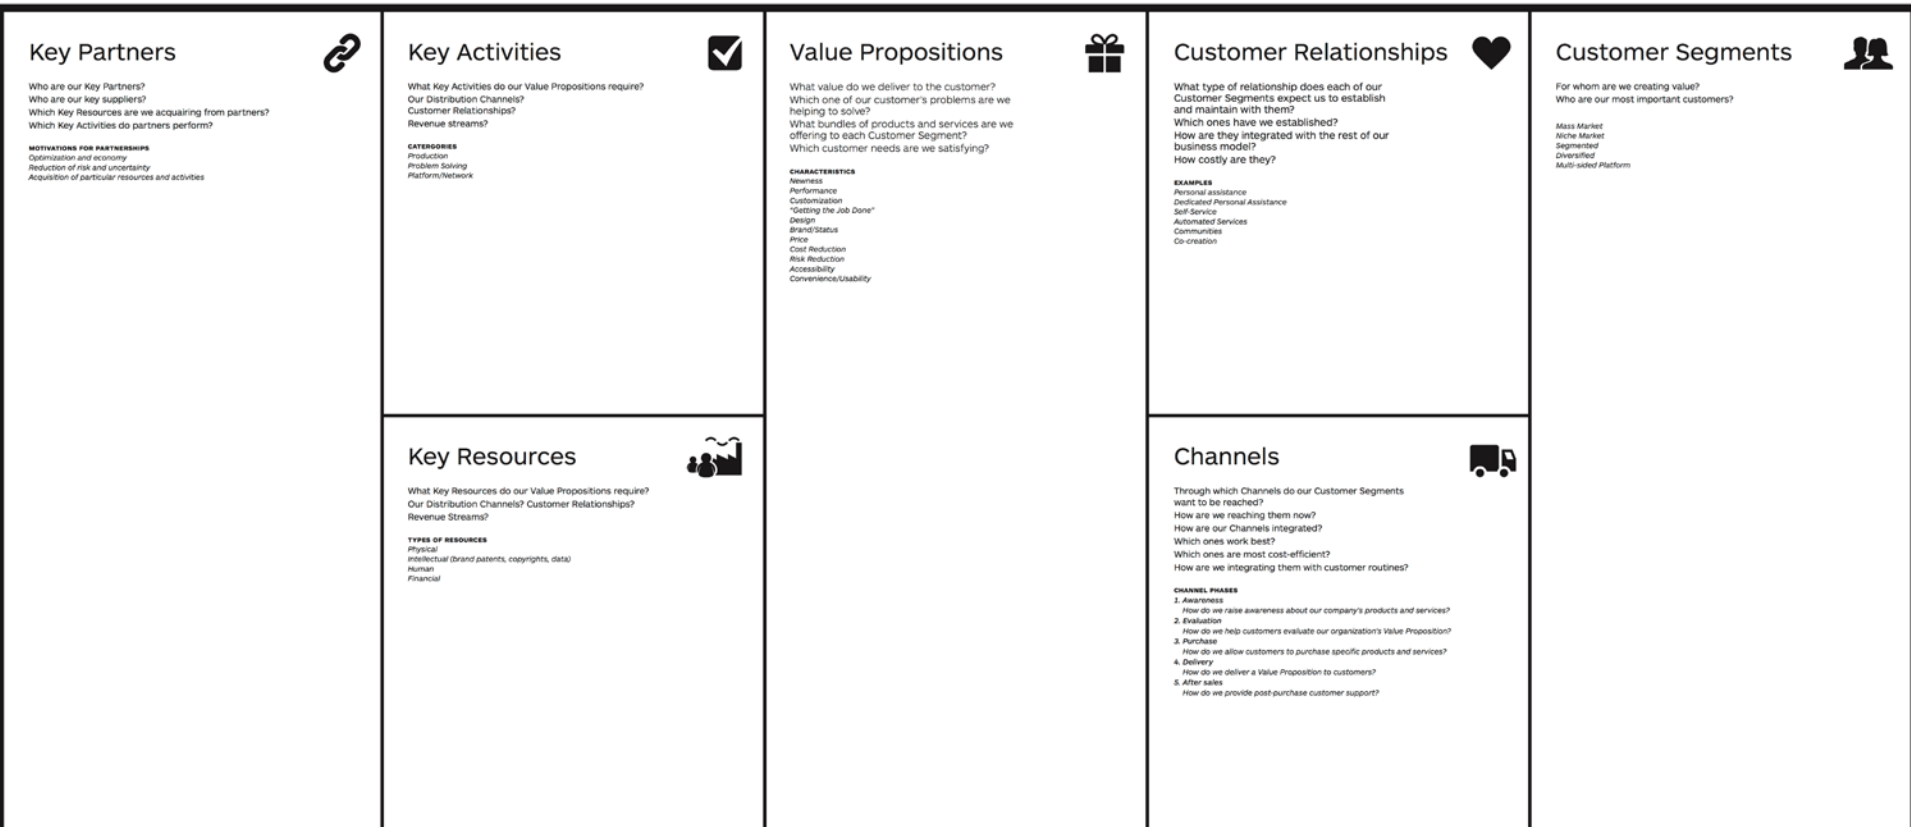 Key Partners
Who are our Key Partners?
Who are our key suppliers?
Which Key Resources are we acquairing from partners?
Which Key Activities do partners perform?
MOTIVATIONS FOR PARTNERSHIPS
Optimization and economy
Reduction of risk and uncertainty
Acquisition of particular resources and activities
Key Activities
What Key Activities do our Value Propositions require?
Our Distribution Channels?
Customer Relationships?
Revenue streams?
CATERGORIES
Production
Problem Solving
Platform/Network
Key Resources
What Key Resources do our Value Propositions require?
Our Distribution Channels? Customer Relationships?
Revenue Streams?
TYPES OF RESOURCES
Physical
Intellectual (brand patents, copyrights, data)
Human
Financial
Value Propositions
What value do we deliver to the customer?
Which one of our customer's problems are we
helping to solve?
What bundles of products and services are we
offering to each Customer Segment?
Which customer needs are we satisfying?
CHARACTERISTICS
Newness
Performance
Customization
"Getting the Job Done"
Design
Brand/Status
Price
Cost Reduction
Risk Reduction
Accessibility
Convenience/Usability
Customer Relationships
What type of relationship does each of our
Customer Segments expect us to establish
and maintain with them?
Which ones have we established?
How are they integrated with the rest of our
business model?
How costly are they?
EXAMPLES
Personal assistance
Dedicated Personal Assistance
Self-Service
Automated Services
Communities
Co-creation
Channels
Through which Channels do our Customer Segments
want to be reached?
How are we reaching them now?
How are our Channels integrated?
Which ones work best?
Which ones are most cost-efficient?
How are we integrating them with customer routines?
CHANNEL PHASES
1. Awareness
How do we raise awareness about our company's products and services?
2. Evaluation
How do we help customers evaluate our organization's Value Proposition?
3. Purchase
How do we allow customers to purchase specific products and services?
4. Delivery
How do we deliver a Value Proposition to customers?
5. After sales
How do we provide post-purchase customer support?
Customer Segments
For whom are we creating value?
Who are our most important customers?
Mass Market
Niche Market
Segmented
Diversified
Multi-sided Platform